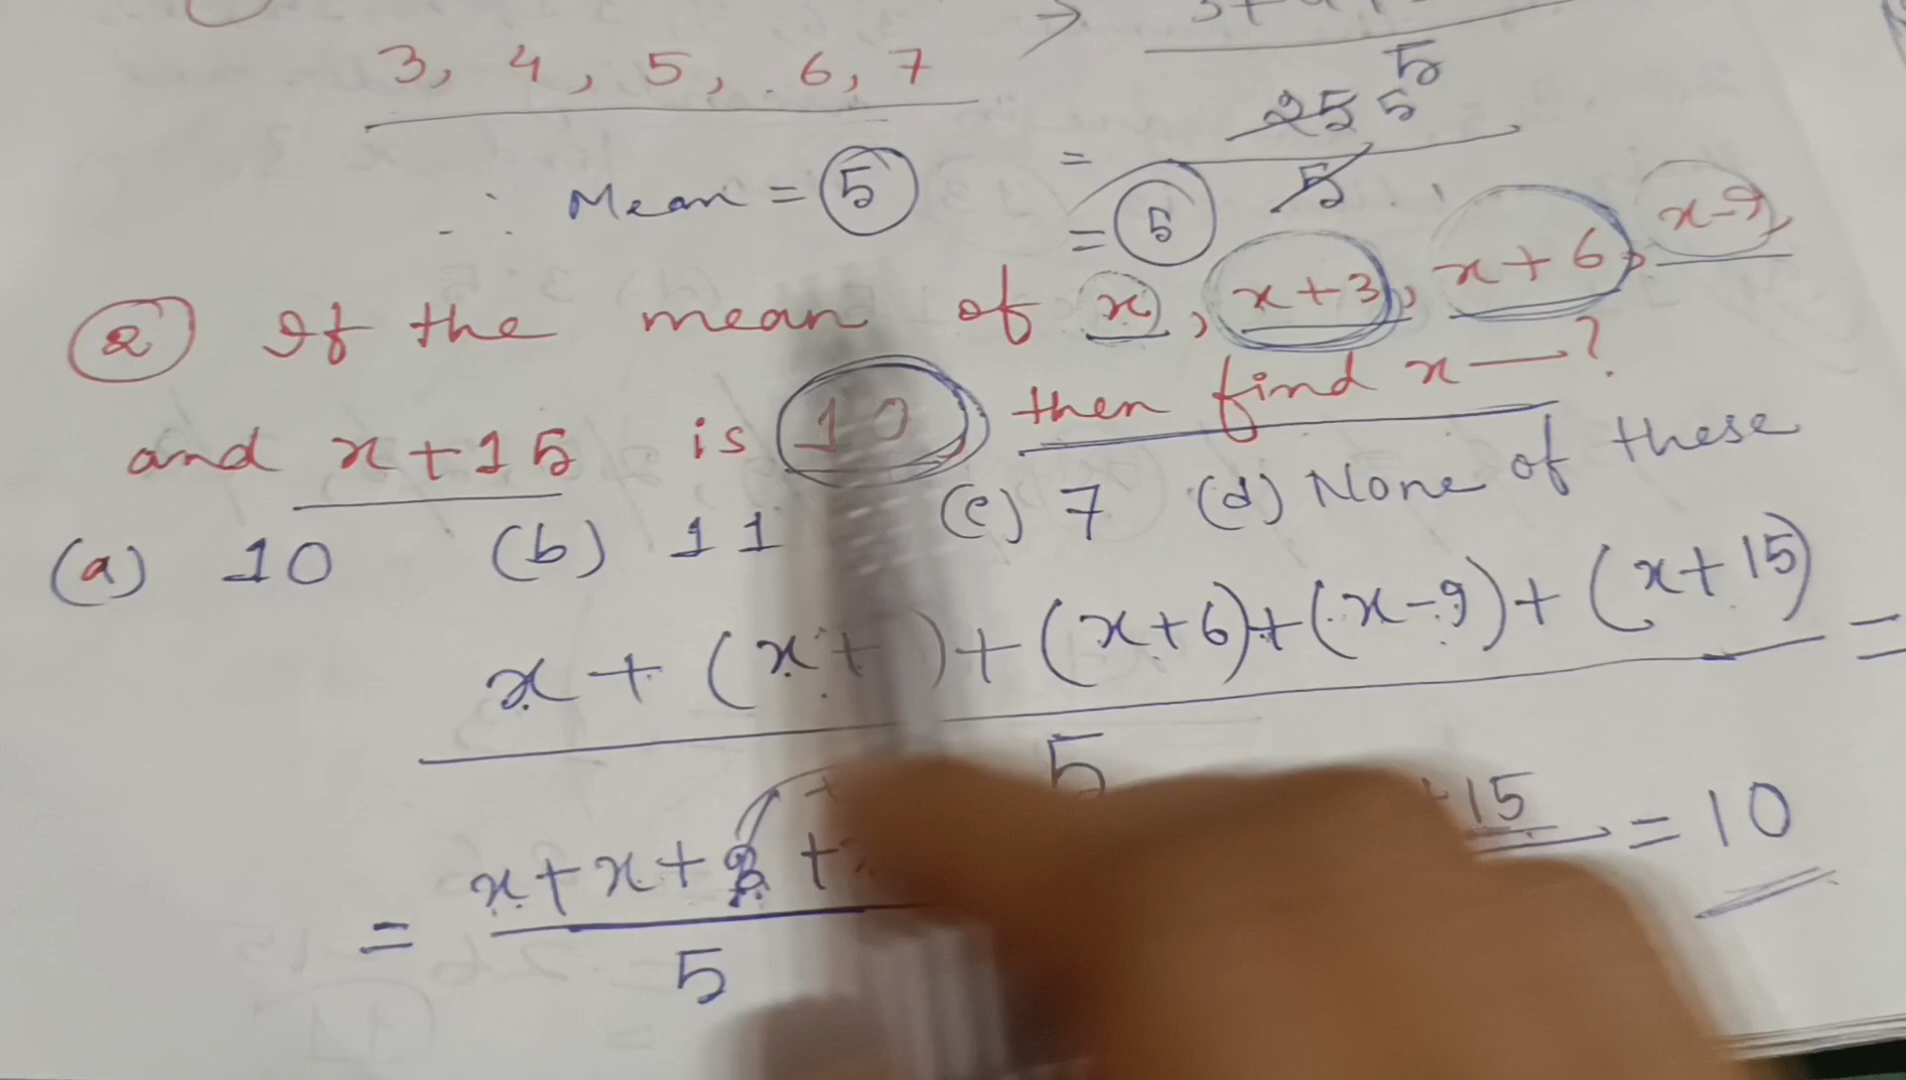 3, 4, 5, 6, 7
25 5 5
= 5
∴ Mean = 5
= 5
(2) If the mean of x, x+3, x+6, x-9,
and x+15 is 10, then find x — ?
(a) 10 (b) 11 (c) 7 (d) None of these
x + (x+ ) + (x+6) + (x-9) + (x+15) =
5
= x+x+3 + +15 = 10
5